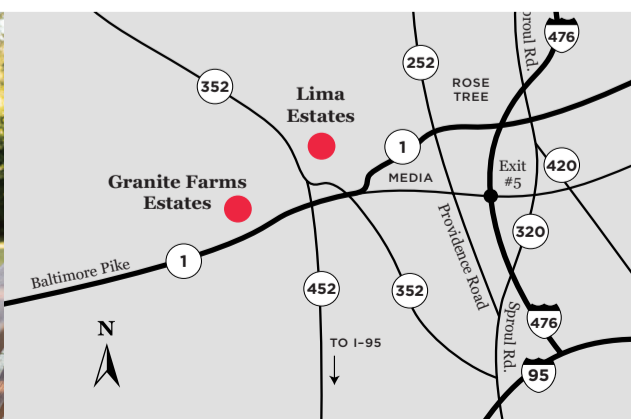 476
proul Rd.
252
352
ROSE
TREE
Lima
Estates
1
MEDIA
Exit
#5
420
Granite Farms
Estates
Providence Road
320
Baltimore Pike
1
452
352
476
Sproul Rd.
N
TO I-95
95